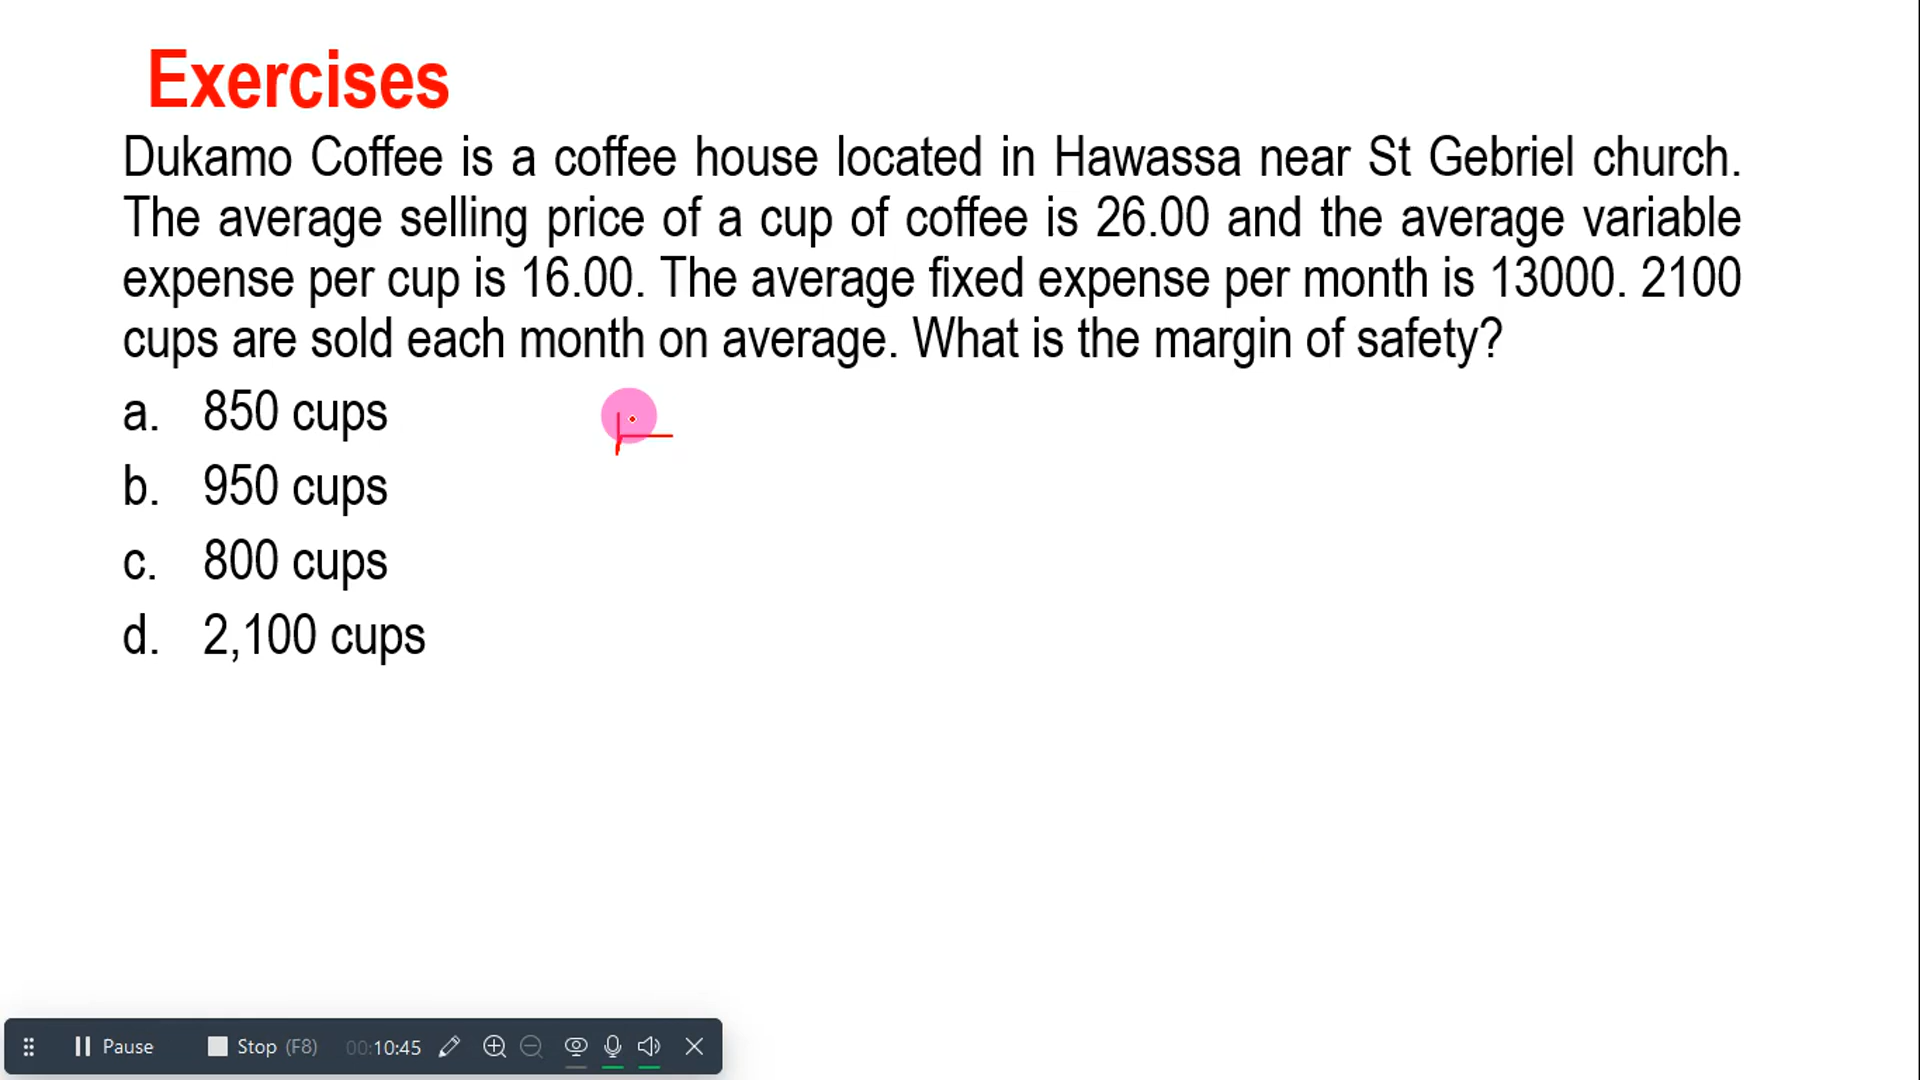 Exercises
Dukamo Coffee is a coffee house located in Hawassa near St Gebriel church.
The average selling price of a cup of coffee is 26.00 and the average variable
expense per cup is 16.00. The average fixed expense per month is 13000. 2100
cups are sold each month on average. What is the margin of safety?
a. 850 cups
b. 950 cups
c. 800 cups
d. 2,100 cups
Pause Stop (F8) 00:10:45